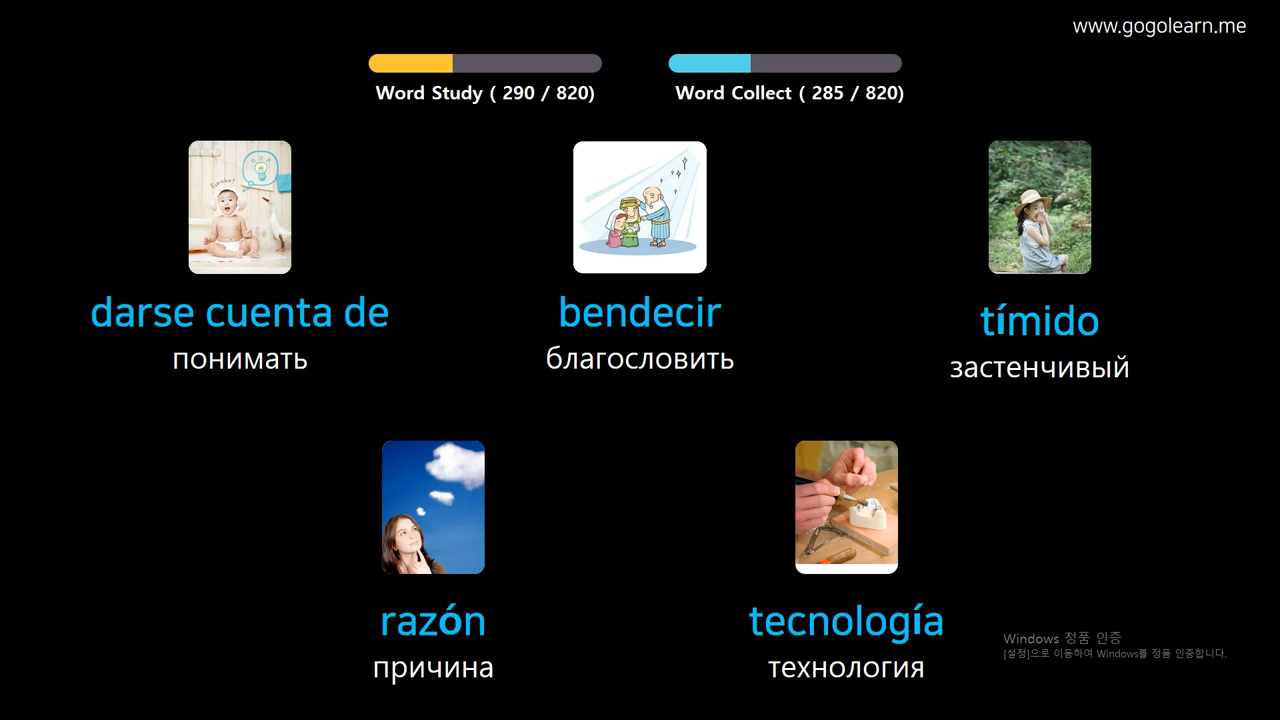 www.gogolearn.me
Word Study ( 290 / 820)
Word Collect ( 285 / 820)
Eureka!
darse cuenta de
понимать
bendecir
благословить
tímido
застенчивый
razón
причина
tecnología
технология
Windows 정품 인증
[설정]으로 이동하여 Windows를 정품 인증합니다.